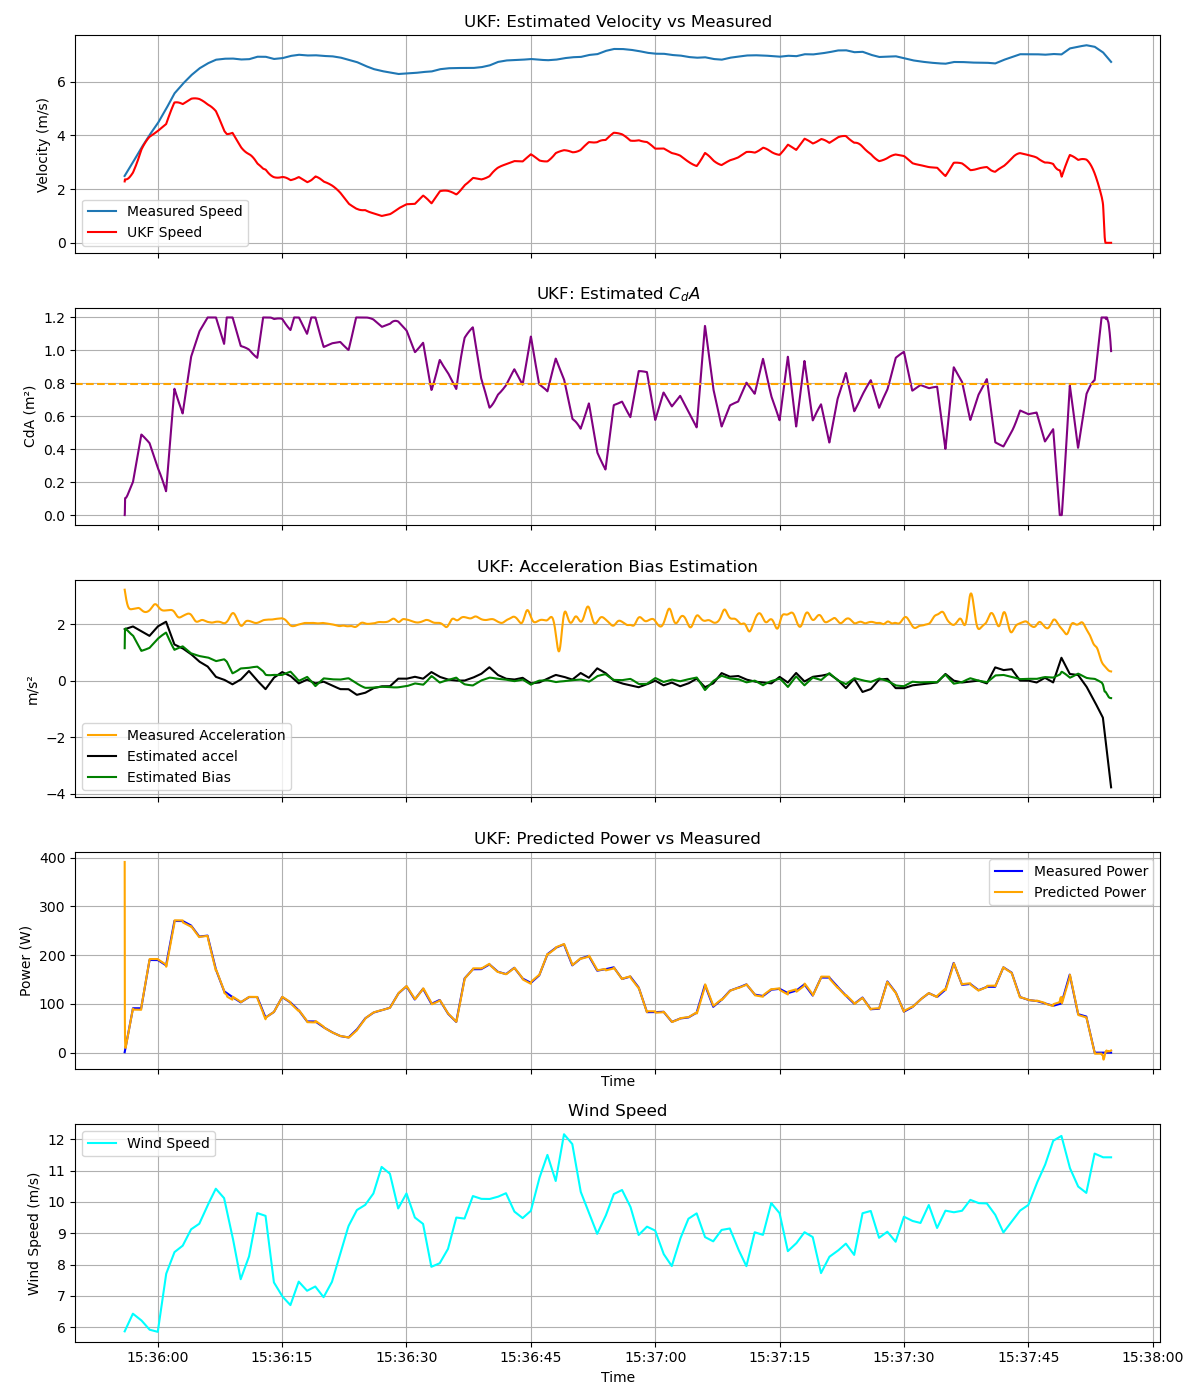 UKF: Estimated Velocity vs Measured
Velocity (m/s)
6
4
2
0
Measured Speed
UKF Speed
UKF: Estimated C_dA
CdA (m²)
1.2
1.0
0.8
0.6
0.4
0.2
0.0
UKF: Acceleration Bias Estimation
m/s²
2
0
−2
−4
Measured Acceleration
Estimated accel
Estimated Bias
UKF: Predicted Power vs Measured
Power (W)
400
300
200
100
0
Measured Power
Predicted Power
Time
Wind Speed
Wind Speed (m/s)
12
11
10
9
8
7
6
Wind Speed
15:36:00 15:36:15 15:36:30 15:36:45 15:37:00 15:37:15 15:37:30 15:37:45 15:38:00
Time